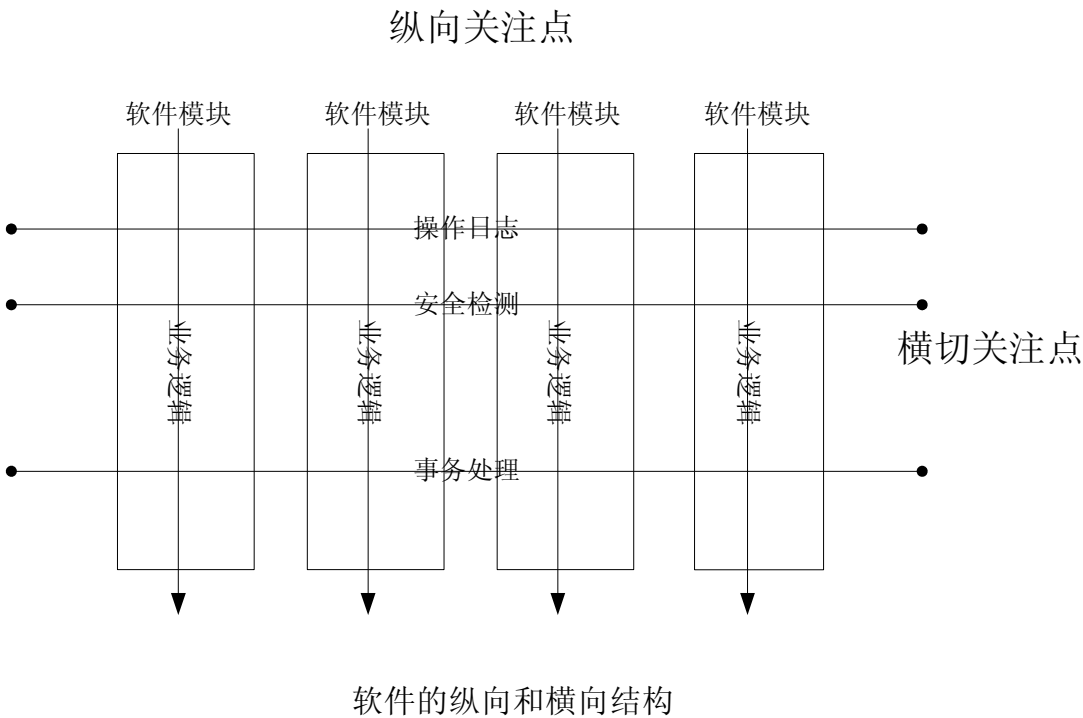 纵向关注点
软件模块 软件模块 软件模块 软件模块
操作日志
安全检测
业务逻辑 业务逻辑 业务逻辑 业务逻辑
横切关注点
事务处理
软件的纵向和横向结构